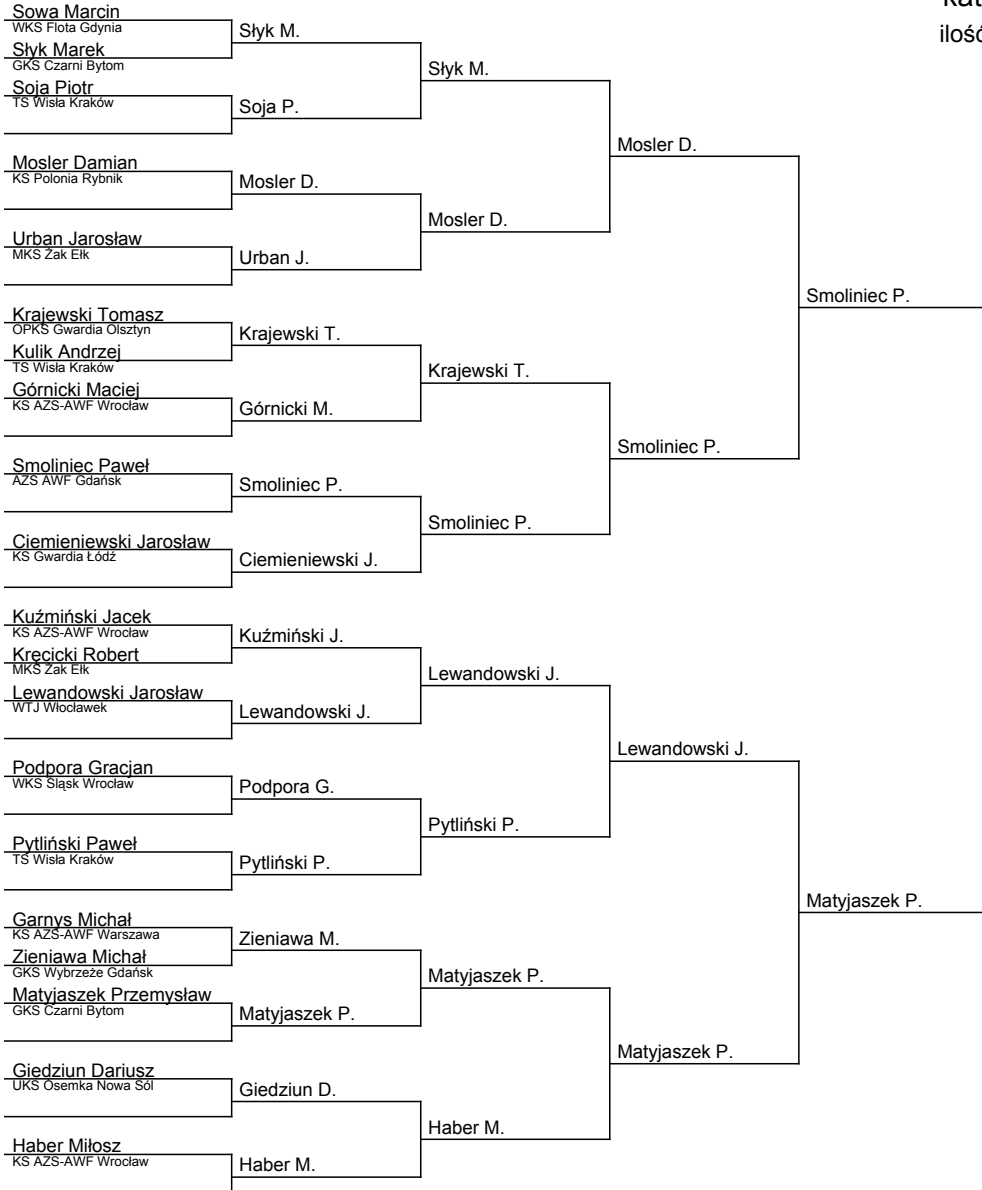 Sowa Marcin
WKS Flota Gdynia
Słyk Marek
GKS Czarni Bytom
Soja Piotr
TS Wisła Kraków
Mosler Damian
KS Polonia Rybnik
Urban Jarosław
MKS Żak Ełk
Krajewski Tomasz
OPKS Gwardia Olsztyn
Kulik Andrzej
TS Wisła Kraków
Górnicki Maciej
KS AZS-AWF Wrocław
Smoliniec Paweł
AZS AWF Gdańsk
Ciemieniewski Jarosław
KS Gwardia Łódź
Kuźmiński Jacek
KS AZS-AWF Wrocław
Kręcicki Robert
MKS Żak Ełk
Lewandowski Jarosław
WTJ Włocławek
Podpora Gracjan
WKS Śląsk Wrocław
Pytliński Paweł
TS Wisła Kraków
Garnys Michał
KS AZS-AWF Warszawa
Zieniawa Michał
GKS Wybrzeże Gdańsk
Matyjaszek Przemysław
GKS Czarni Bytom
Giedziun Dariusz
UKS Ósemka Nowa Sól
Haber Miłosz
KS AZS-AWF Wrocław
Słyk M.
Soja P.
Mosler D.
Urban J.
Krajewski T.
Górnicki M.
Smoliniec P.
Ciemieniewski J.
Kuźmiński J.
Lewandowski J.
Podpora G.
Pytliński P.
Zieniawa M.
Matyjaszek P.
Giedziun D.
Haber M.
Słyk M.
Mosler D.
Krajewski T.
Smoliniec P.
Lewandowski J.
Pytliński P.
Matyjaszek P.
Haber M.
Mosler D.
Smoliniec P.
Lewandowski J.
Matyjaszek P.
Smoliniec P.
Matyjaszek P.